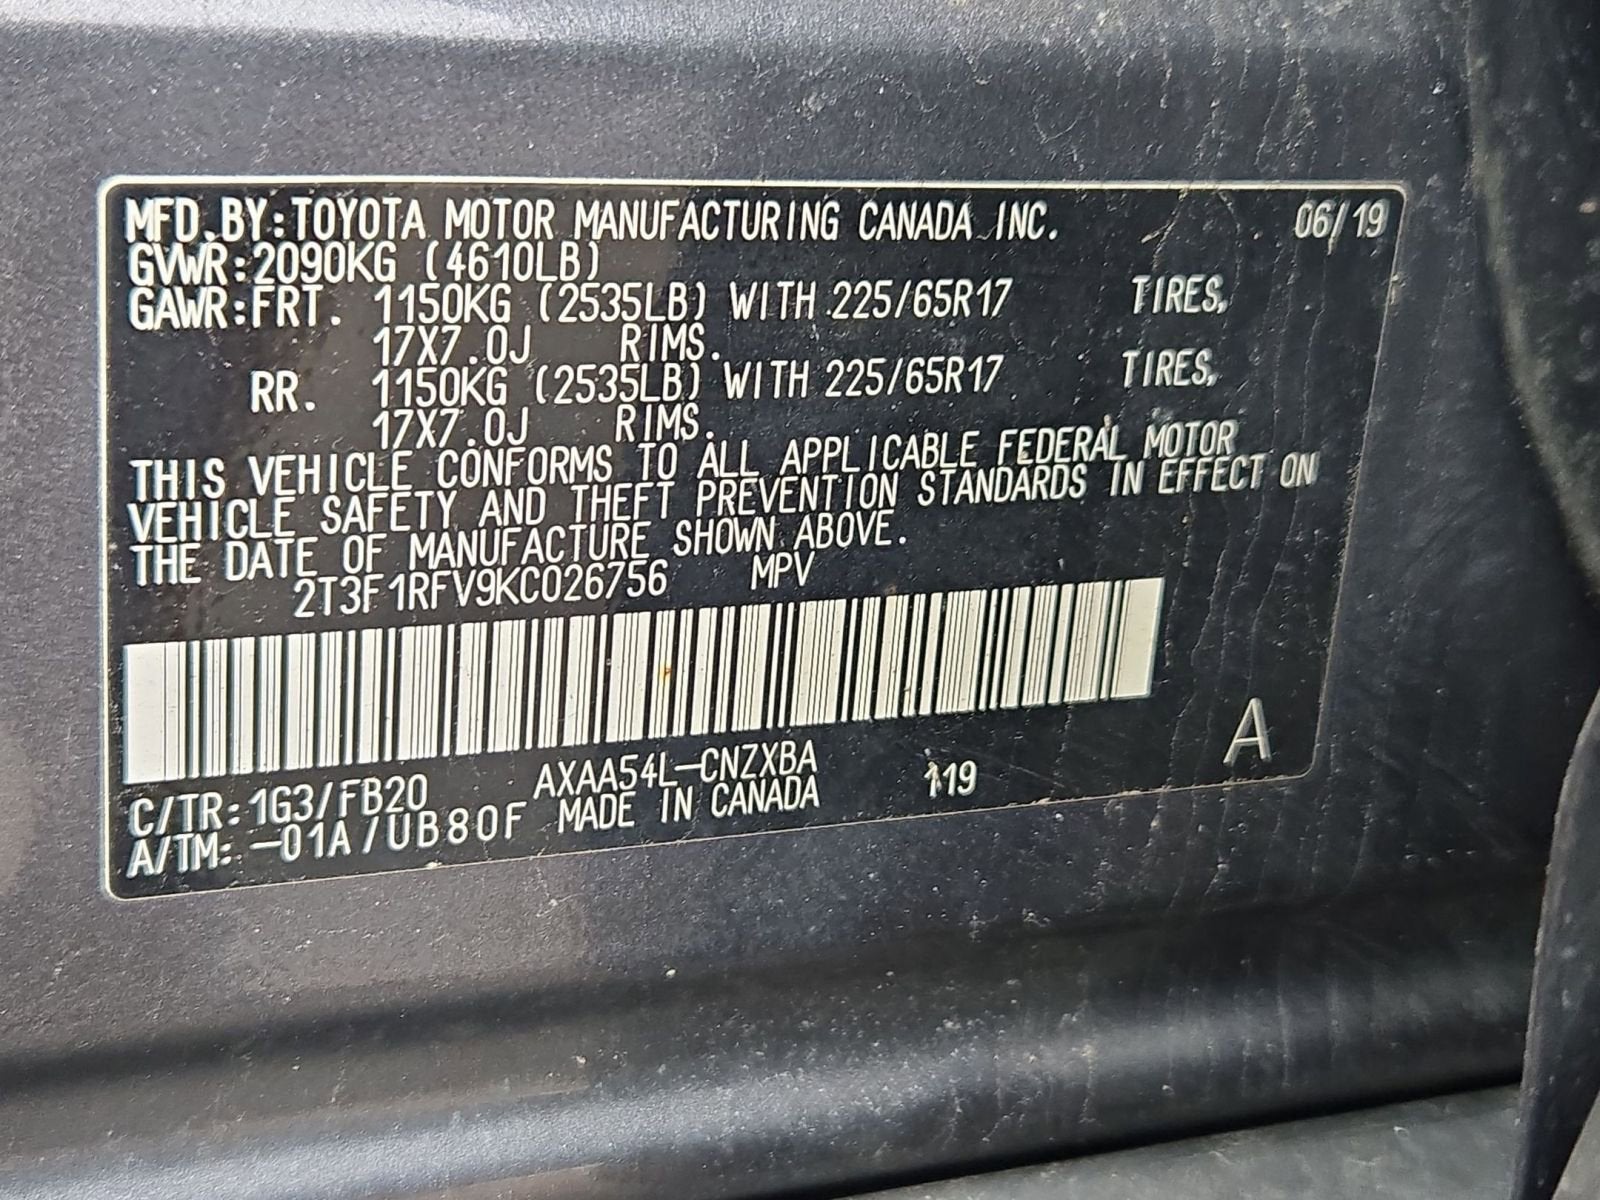 MFD. BY: TOYOTA MOTOR MANUFACTURING CANADA INC. 06/19
GVWR: 2090KG (4610LB)
GAWR: FRT. 1150KG (2535LB) WITH 225/65R17 TIRES,
17X7.0J RIMS.
RR. 1150KG (2535LB) WITH 225/65R17 TIRES,
17X7.0J RIMS.
THIS VEHICLE CONFORMS TO ALL APPLICABLE FEDERAL MOTOR
VEHICLE SAFETY AND THEFT PREVENTION STANDARDS IN EFFECT ON
THE DATE OF MANUFACTURE SHOWN ABOVE.
2T3F1RFV9KC026756 MPV
A
C/TR: 1G3/FB20 AXAA54L-CNZXBA 119
A/TM: -01A/UB80F MADE IN CANADA